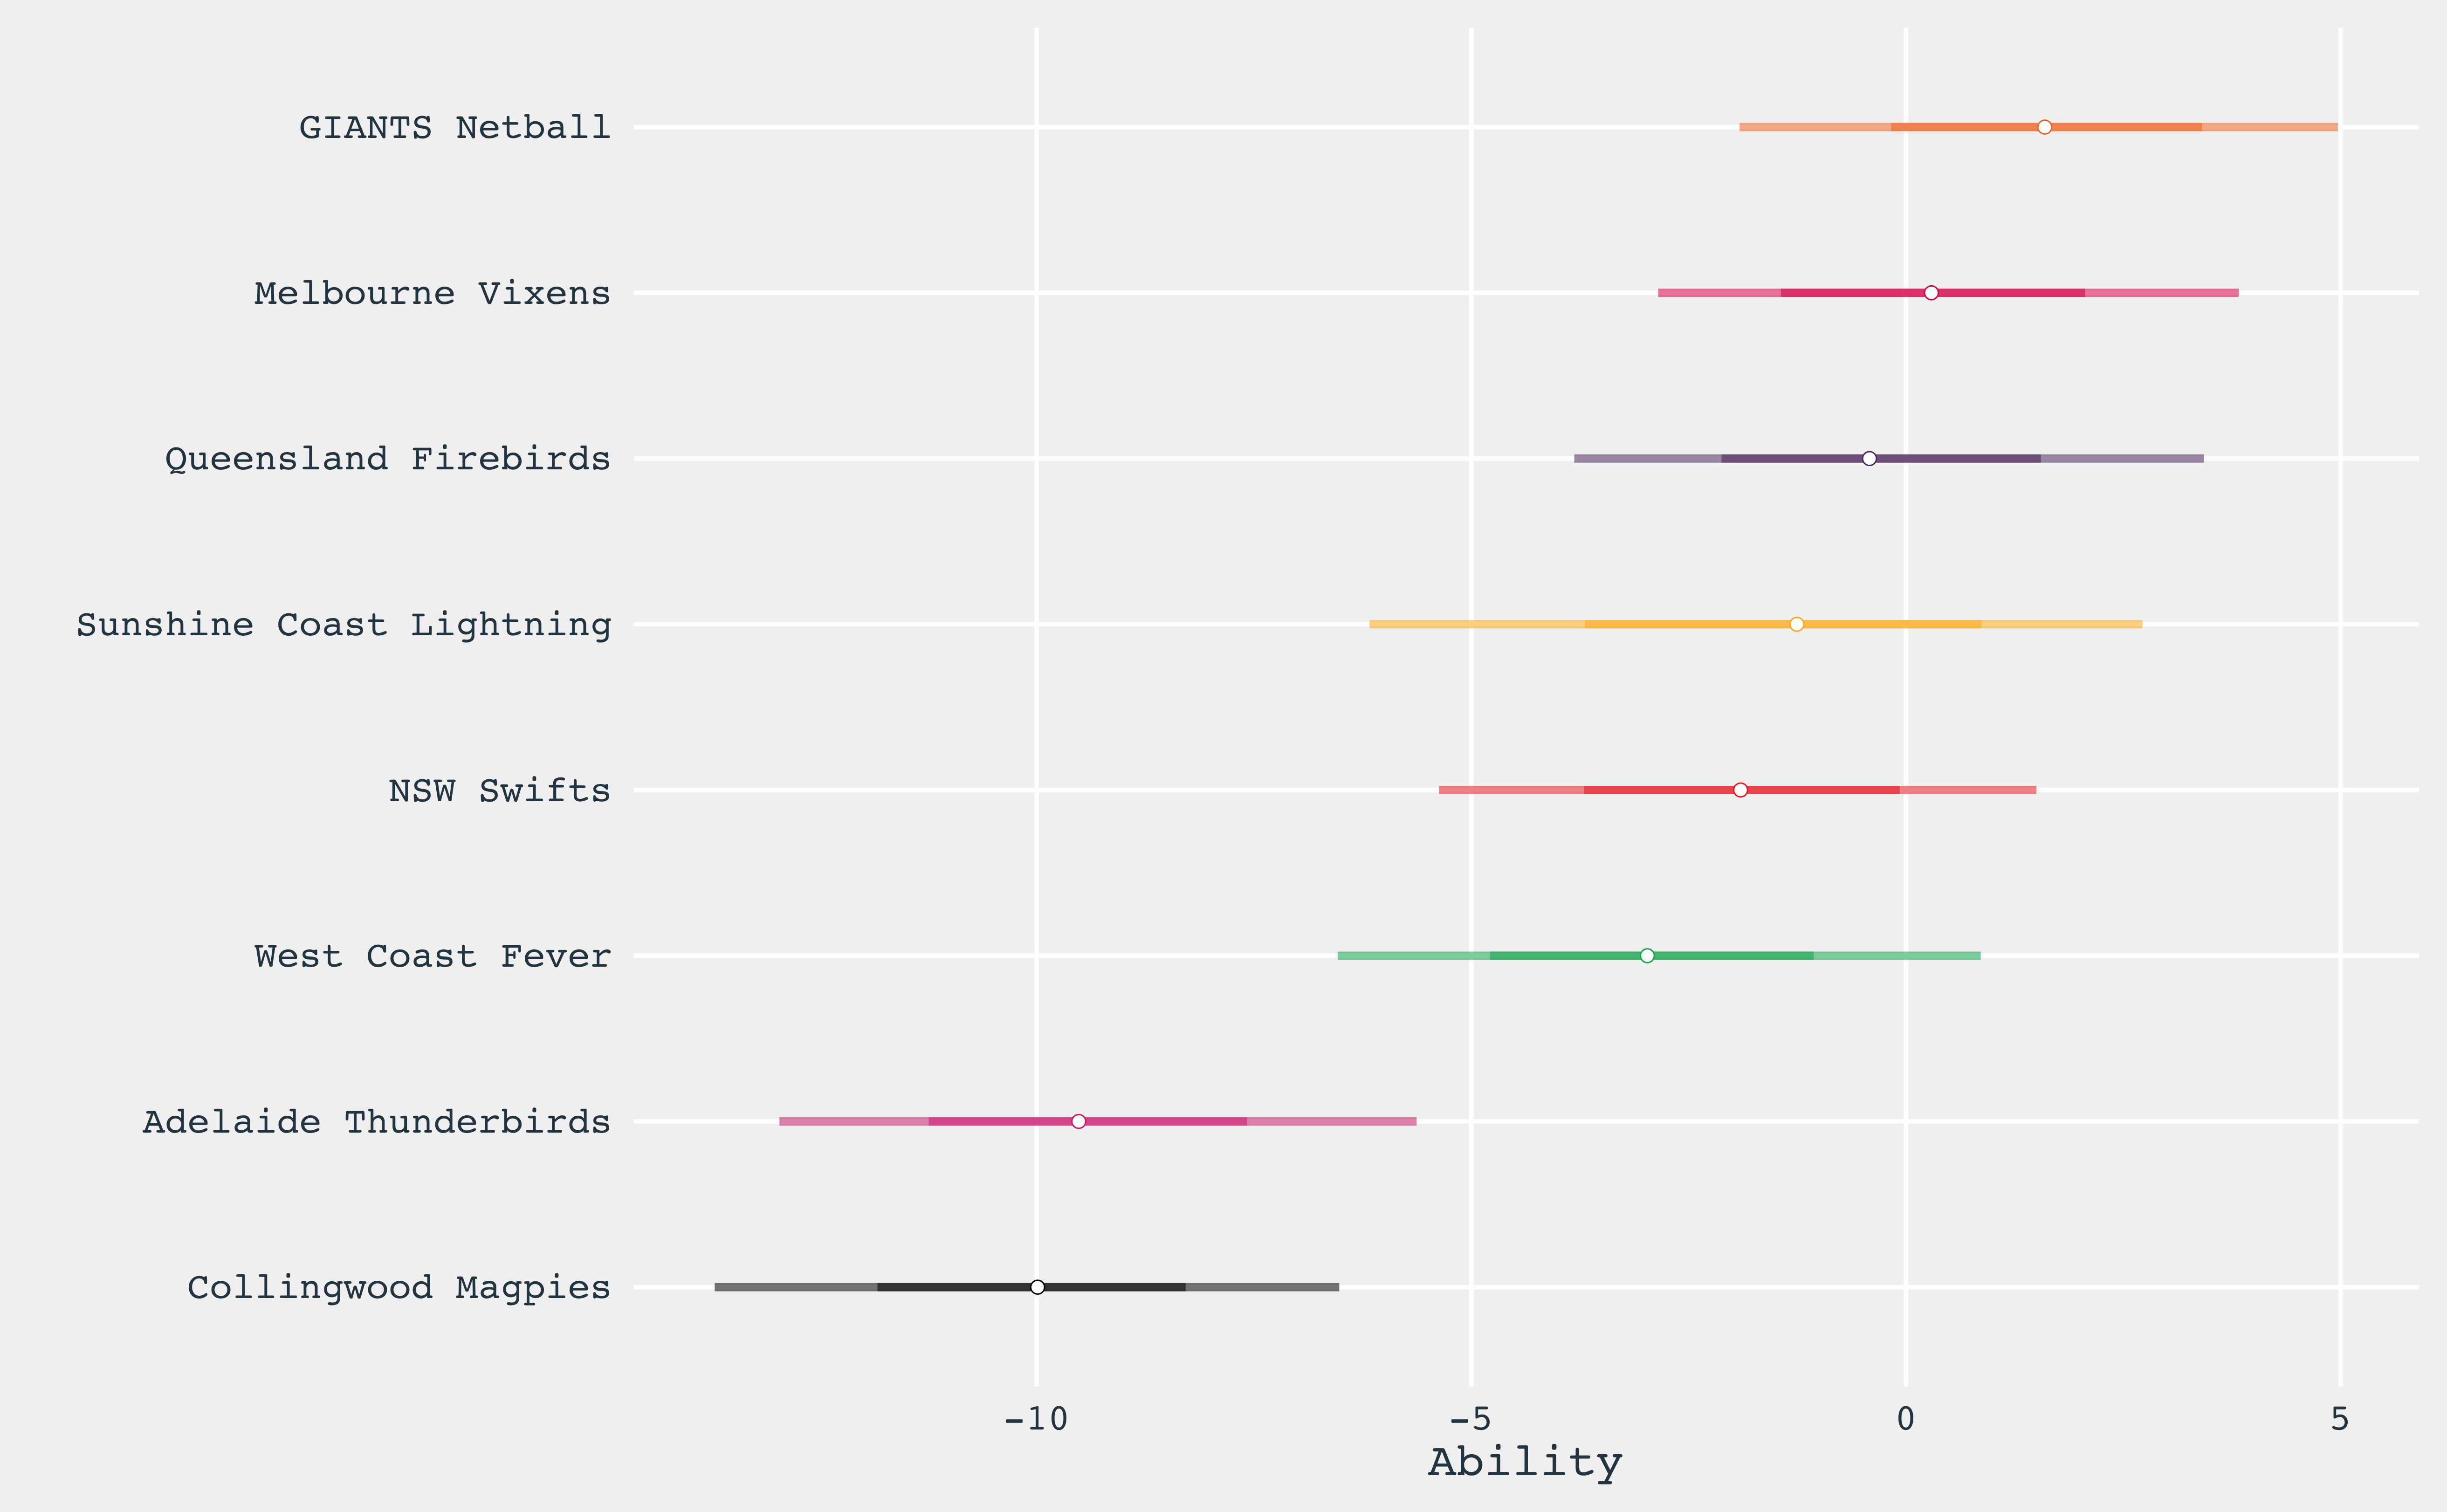 GIANTS Netball
Melbourne Vixens
Queensland Firebirds
Sunshine Coast Lightning
NSW Swifts
West Coast Fever
Adelaide Thunderbirds
Collingwood Magpies
-10 -5 0 5
Ability